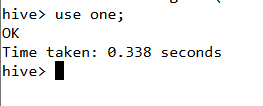 hive> use one;
OK
Time taken: 0.338 seconds
hive>